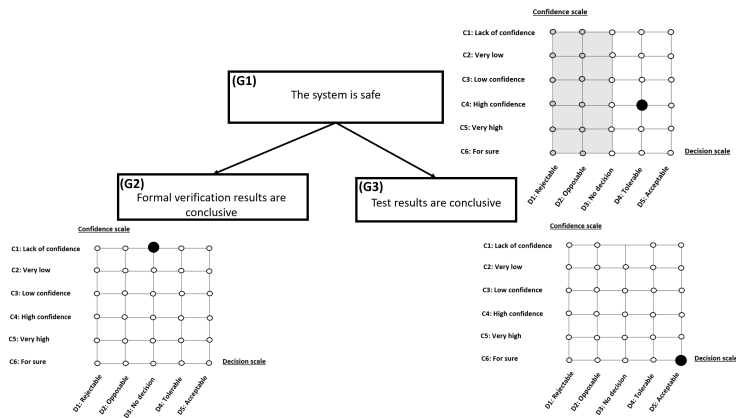 Confidence scale
C1: Lack of confidence
C2: Very low
C3: Low confidence
C4: High confidence
C5: Very high
C6: For sure
Decision scale
D1: Rejectable
D2: Opposable
D3: No decision
D4: Tolerable
D5: Acceptable
(G1)
The system is safe
(G2)
Formal verification results are
conclusive
(G3)
Test results are conclusive
Confidence scale
C1: Lack of confidence
C2: Very low
C3: Low confidence
C4: High confidence
C5: Very high
C6: For sure
Decision scale
D1: Rejectable
D2: Opposable
D3: No decision
D4: Tolerable
D5: Acceptable
Confidence scale
C1: Lack of confidence
C2: Very low
C3: Low confidence
C4: High confidence
C5: Very high
C6: For sure
Decision scale
D1: Rejectable
D2: Opposable
D3: No decision
D4: Tolerable
D5: Acceptable